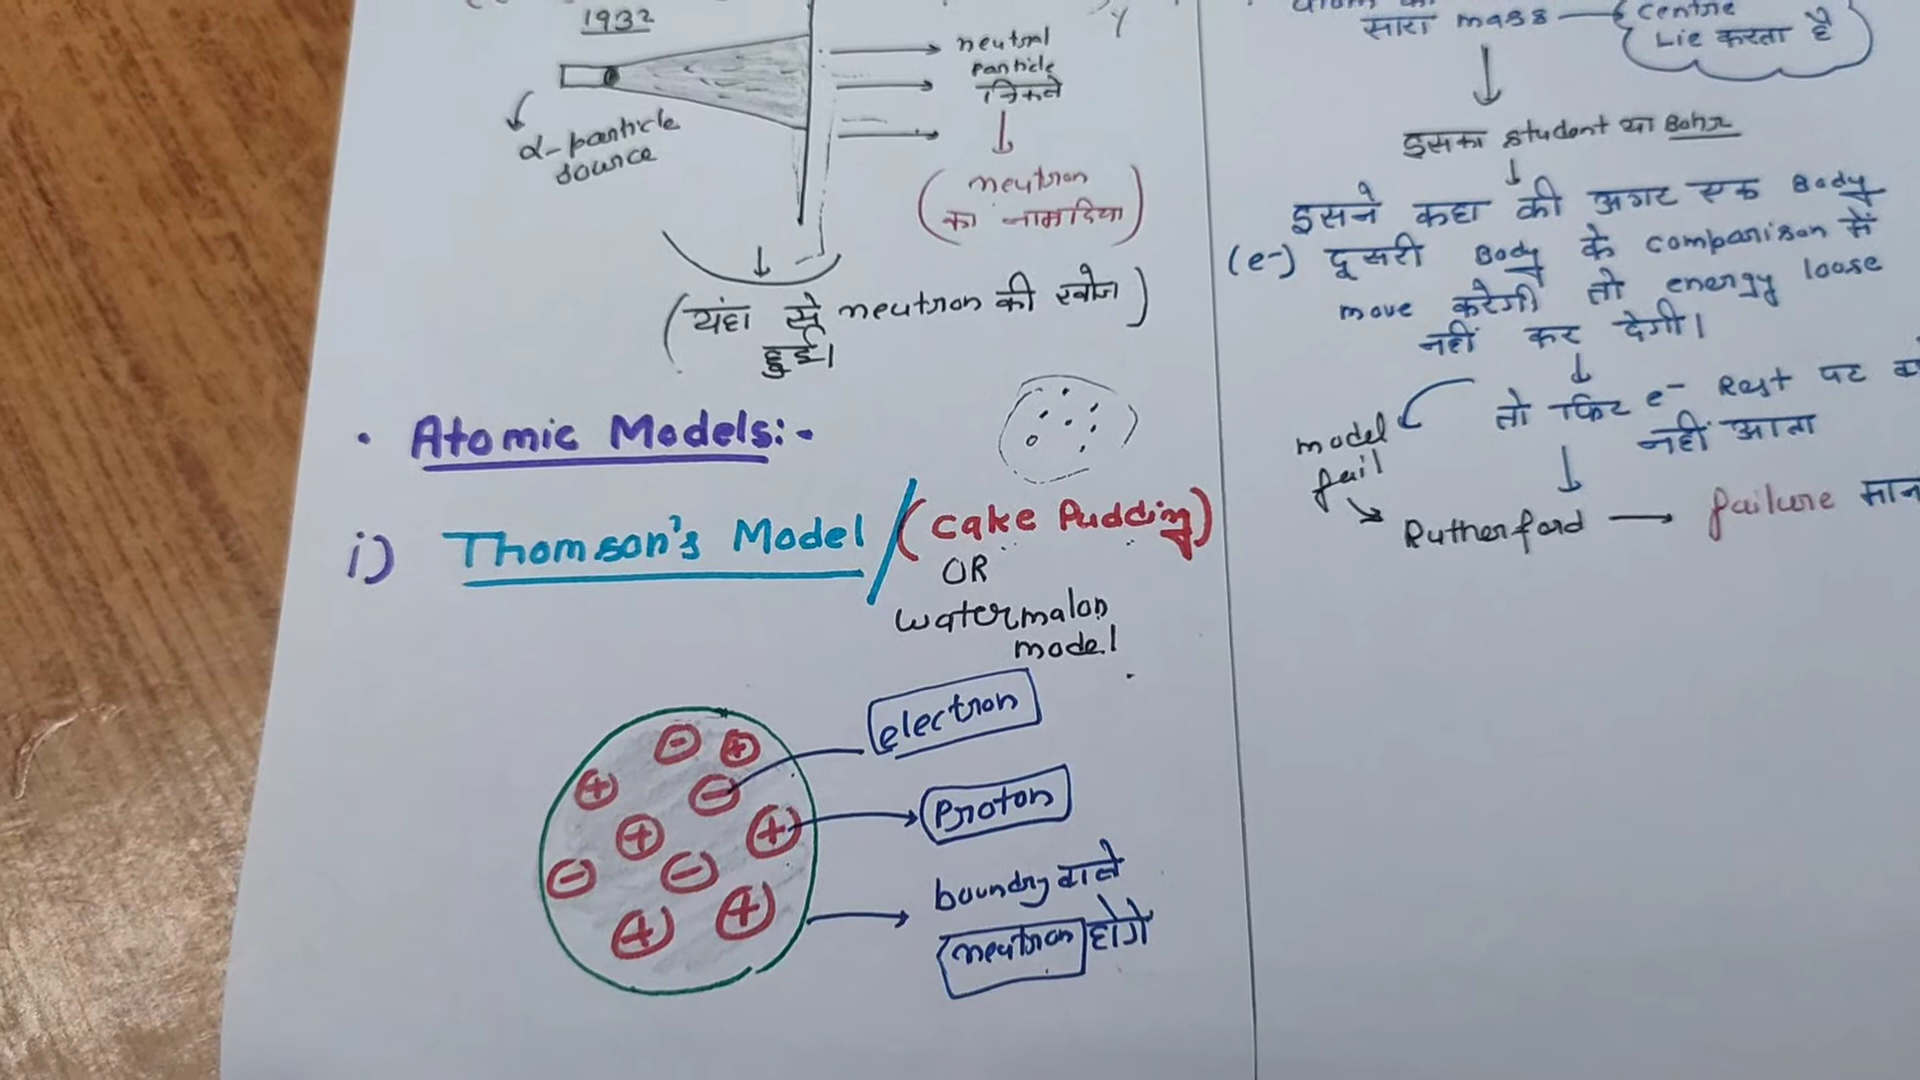 1932
neutral
particle
निकले
α-particle
source
(neutron
का नाम दिया)
(यंहा से neutron की खोज
हुई।)
• Atomic Models:-
i) Thomson's Model / (cake Pudding)
OR
watermalon
model
electron
Proton
boundry वाले
neutron होंगे
सारा mass
centre
Lie करता है
इसका student था Bohr
इसने कहा की अगर एक Body
(e-) दूसरी Body के comparison में
move करेगी तो energy loose
नहीं कर देगी।
तो फिर e- Rest पर
नहीं आता
model
fail
Rutherford → failure मान